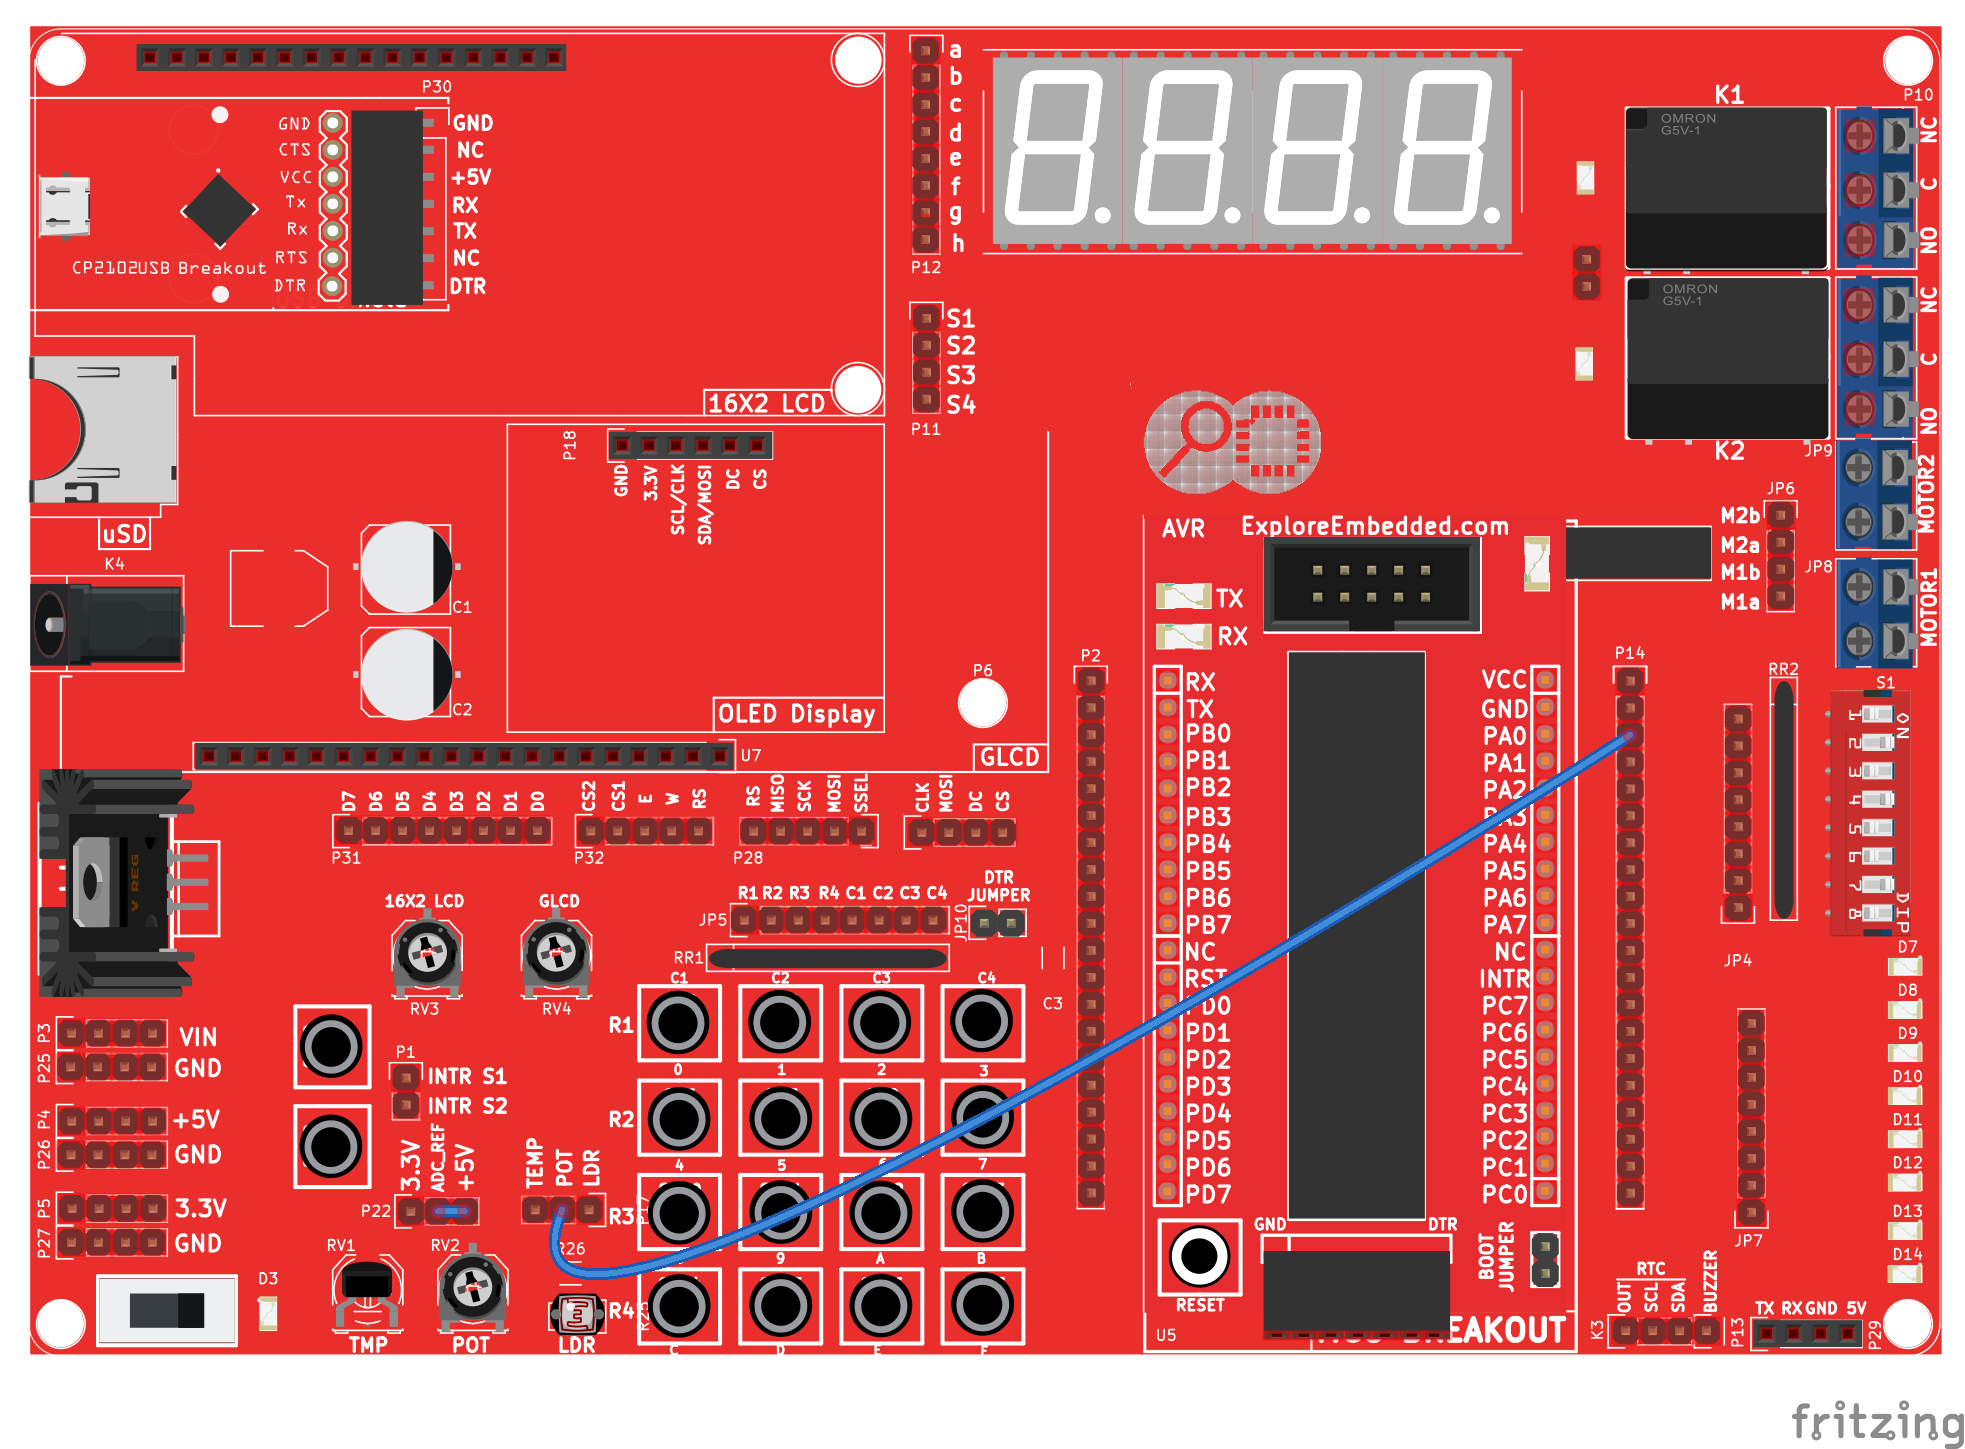 P30
GND
CTS
VCC
Tx
Rx
RTS
DTR
GND
NC
+5V
RX
TX
NC
DTR
CP2102USB Breakout
a
b
c
d
e
f
g
h
P12
S1
S2
S3
S4
P11
K1
OMRON
G5V-1
P10
NC
C
NO
OMRON
G5V-1
NC
C
NO
K2
JP9
16X2 LCD
P18
GND
3.3V
SCL/CLK
SDA/MOSI
DC
CS
uSD
K4
C1
C2
P6
OLED Display
GLCD
U7
AVR
ExploreEmbedded.com
TX
RX
JP6
M2b
M2a
M1b
M1a
MOTOR2
JP8
MOTOR1
P2
P14
RR2
S1
RX
TX
PB0
PB1
PB2
PB3
PB4
PB5
PB6
PB7
NC
RST
PD0
PD1
PD2
PD3
PD4
PD5
PD6
PD7
VCC
GND
PA0
PA1
PA2
PA3
PA4
PA5
PA6
PA7
NC
INTR
PC7
PC6
PC5
PC4
PC3
PC2
PC1
PC0
ON
1
2
3
4
5
6
7
8
DIP
D7 D6 D5 D4 D3 D2 D1 D0
P31
CS2 CS1 E W RS
P32
RS MISO SCK MOSI SSEL
P28
CLK MOSI DC CS
V REG
16X2 LCD
RV3
GLCD
RV4
DTR
JUMPER
JP10
R1 R2 R3 R4 C1 C2 C3 C4
JP5
RR1
C3
C1 C2 C3 C4
R1
0 1 2 3
R2
4 5 6 7
R3
9 A B
R4
C D E F
P3
VIN
P25
GND
P4
+5V
P26
GND
P5
3.3V
P27
GND
P1
INTR S1
INTR S2
3.3V
ADC_REF
+5V
P22
TEMP
POT
LDR
RV1
RV2
R26
D3
TMP
POT
LDR
GND
DTR
BOOT
JUMPER
RESET
U5
BREAKOUT
JP4
JP7
D7
D8
D9
D10
D11
D12
D13
D14
RTC
OUT
SCL
SDA
BUZZER
K3
P13
TX RX GND 5V
P29
fritzing